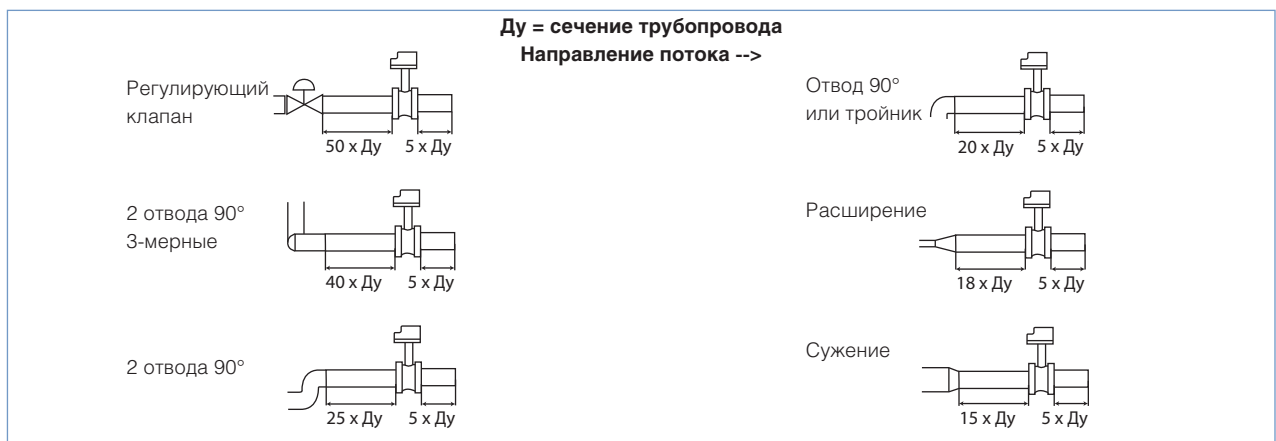 Ду = сечение трубопровода
Направление потока -->
Регулирующий
клапан
50 x Ду 5 x Ду
2 отвода 90°
3-мерные
40 x Ду 5 x Ду
2 отвода 90°
25 x Ду 5 x Ду
Отвод 90°
или тройник
20 x Ду 5 x Ду
Расширение
18 x Ду 5 x Ду
Сужение
15 x Ду 5 x Ду